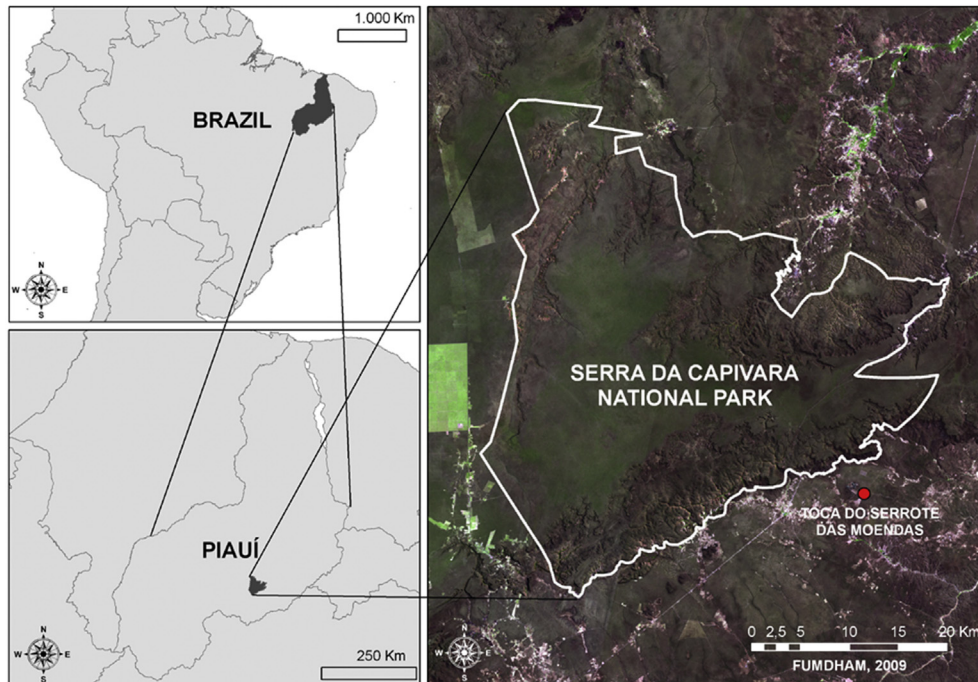 1.000 Km
BRAZIL
N
W E
S
PIAUÍ
N
W E
S
250 Km
SERRA DA CAPIVARA
NATIONAL PARK
TOCA DO SERROTE
DAS MOENDAS
N
W E
S
0 2,5 5 10 15 20 KM
FUMDHAM, 2009